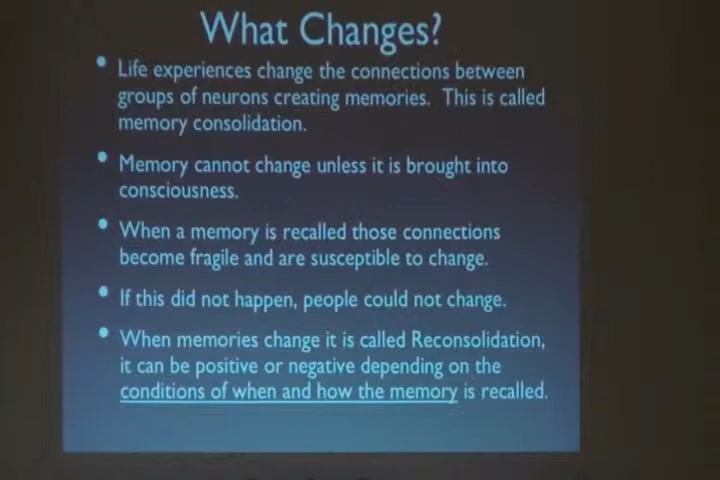 What Changes?
• Life experiences change the connections between
groups of neurons creating memories. This is called
memory consolidation.
• Memory cannot change unless it is brought into
consciousness.
• When a memory is recalled those connections
become fragile and are susceptible to change.
• If this did not happen, people could not change.
• When memories change it is called Reconsolidation,
it can be positive or negative depending on the
conditions of when and how the memory is recalled.